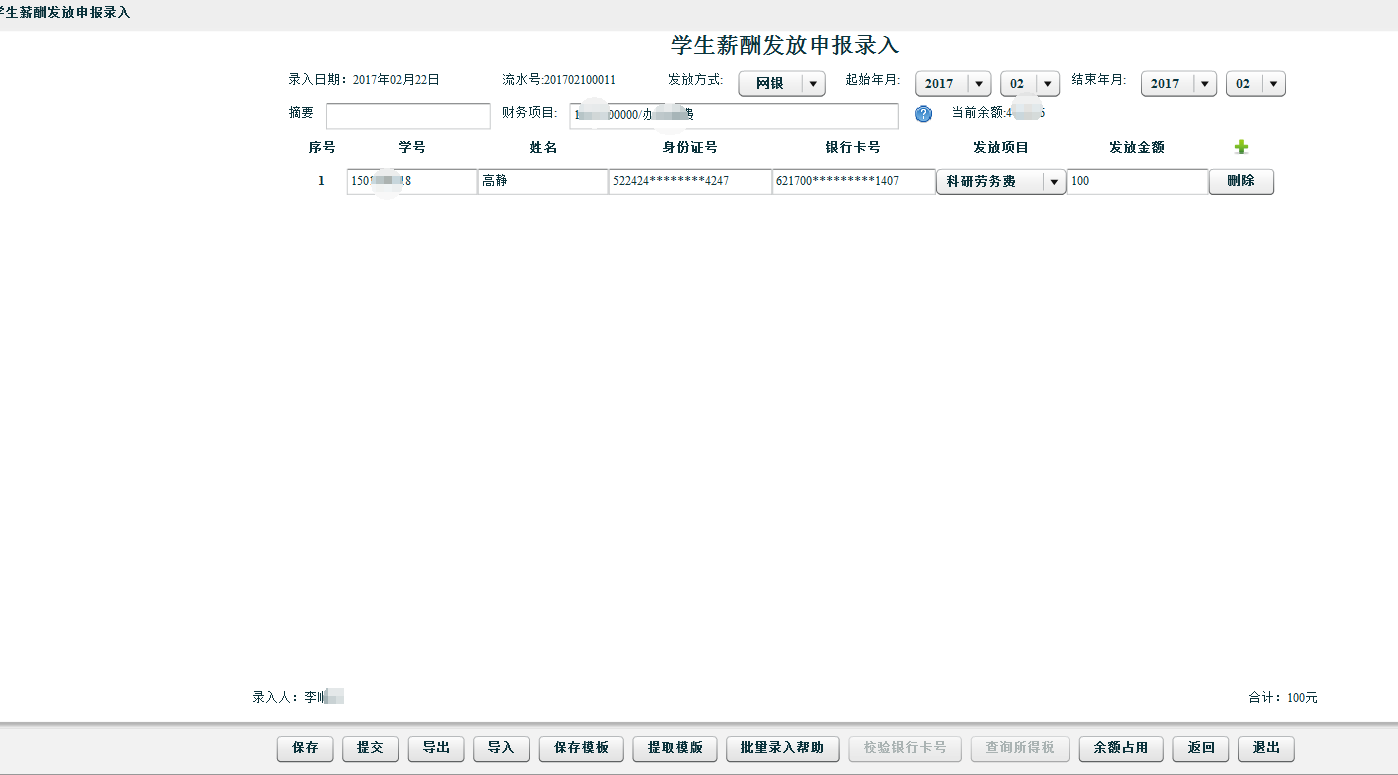 学生薪酬发放申报录入
学生薪酬发放申报录入
录入日期：2017年02月22日 流水号:201702100011 发放方式: 网银 起始年月: 2017 02 结束年月: 2017 02
摘要 财务项目: 00000/办 费 当前余额:4
序号 学号 姓名 身份证号 银行卡号 发放项目 发放金额
1 150 18 高静 522424********4247 621700*********1407 科研劳务费 100 删除
录入人：李 合计：100元
保存 提交 导出 导入 保存模板 提取模版 批量录入帮助 校验银行卡号 查询所得税 余额占用 返回 退出